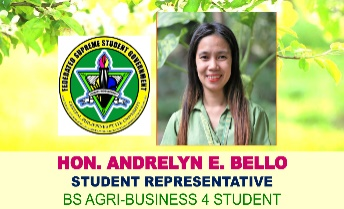 FEDERATED SUPREME STUDENT GOVERNMENT
HON. ANDRELYN E. BELLO
STUDENT REPRESENTATIVE
BS AGRI-BUSINESS 4 STUDENT